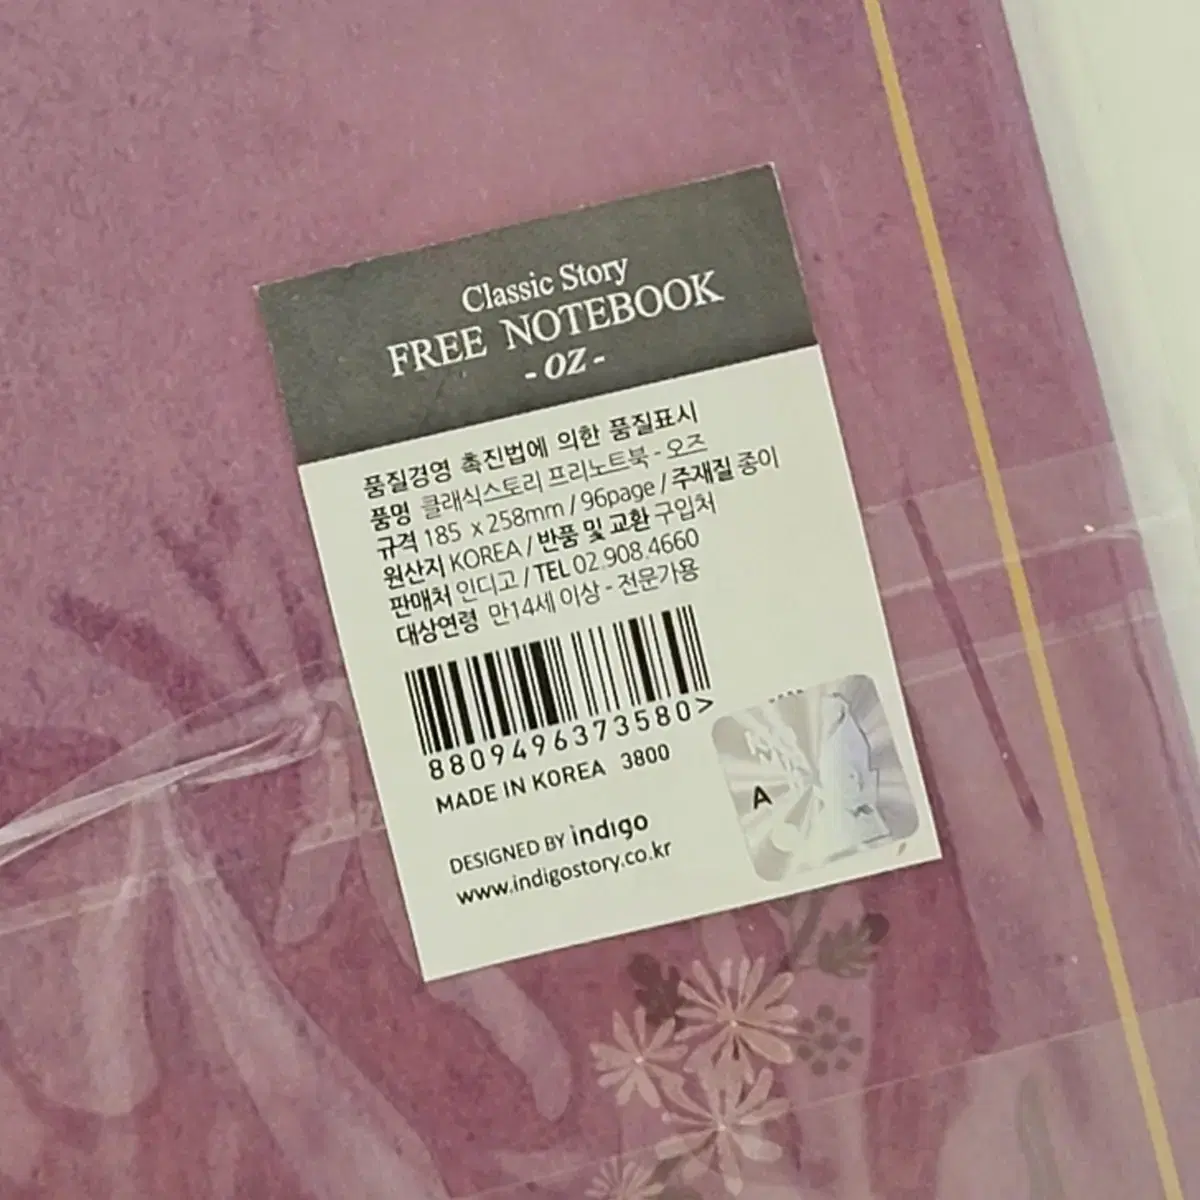 Classic Story
FREE NOTEBOOK
- OZ -
품질경영 촉진법에 의한 품질표시
품명 클래식스토리 프리노트북 - 오즈
규격 185 x 258mm / 96page / 주재질 종이
원산지 KOREA / 반품 및 교환 구입처
판매처 인디고 / TEL 02.908.4660
대상연령 만14세 이상 - 전문가용
8809496373580>
MADE IN KOREA 3800
A
DESIGNED BY indigo
www.indigostory.co.kr